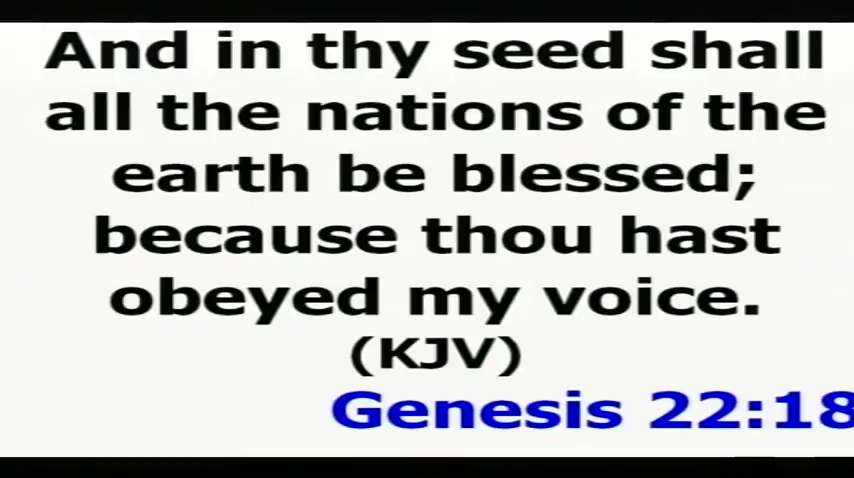 And in thy seed shall
all the nations of the
earth be blessed;
because thou hast
obeyed my voice.
(KJV)
Genesis 22:18